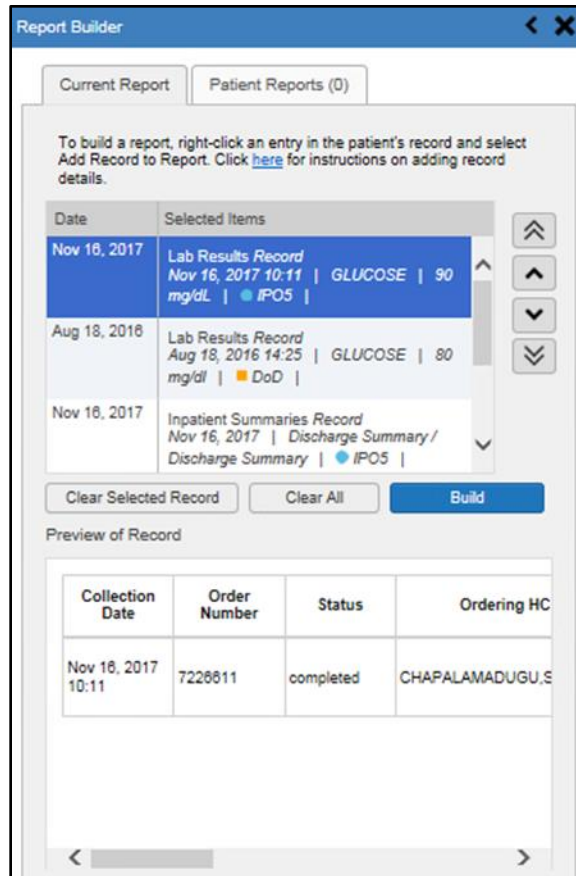 Report Builder
Current Report
Patient Reports (0)
To build a report, right-click an entry in the patient's record and select
Add Record to Report. Click here for instructions on adding record
details.
Date
Selected Items
Nov 16, 2017
Lab Results Record
Nov 16, 2017 10:11 | GLUCOSE | 90
mg/dL | IPO5 |
Aug 18, 2016
Lab Results Record
Aug 18, 2016 14:25 | GLUCOSE | 80
mg/dl | DoD |
Nov 16, 2017
Inpatient Summaries Record
Nov 16, 2017 | Discharge Summary /
Discharge Summary | IPO5 |
Clear Selected Record
Clear All
Build
Preview of Record
Collection
Date
Order
Number
Status
Ordering HC
Nov 16, 2017
10:11
7226611
completed
CHAPALAMADUGU,S